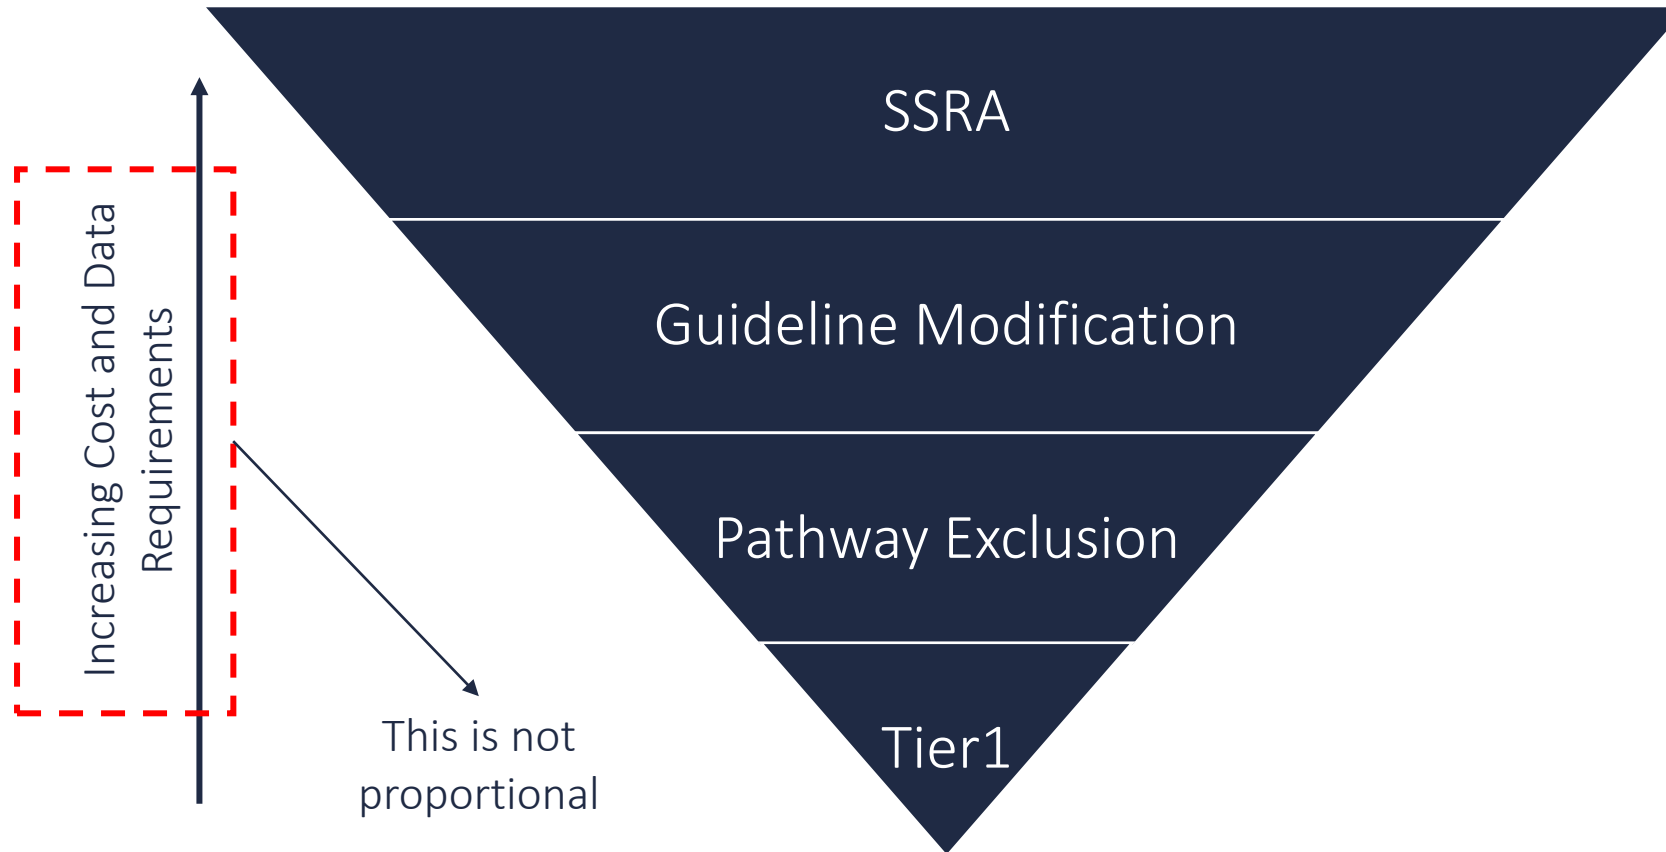 SSRA
Guideline Modification
Pathway Exclusion
Tier1
Increasing Cost and Data
Requirements
This is not
proportional